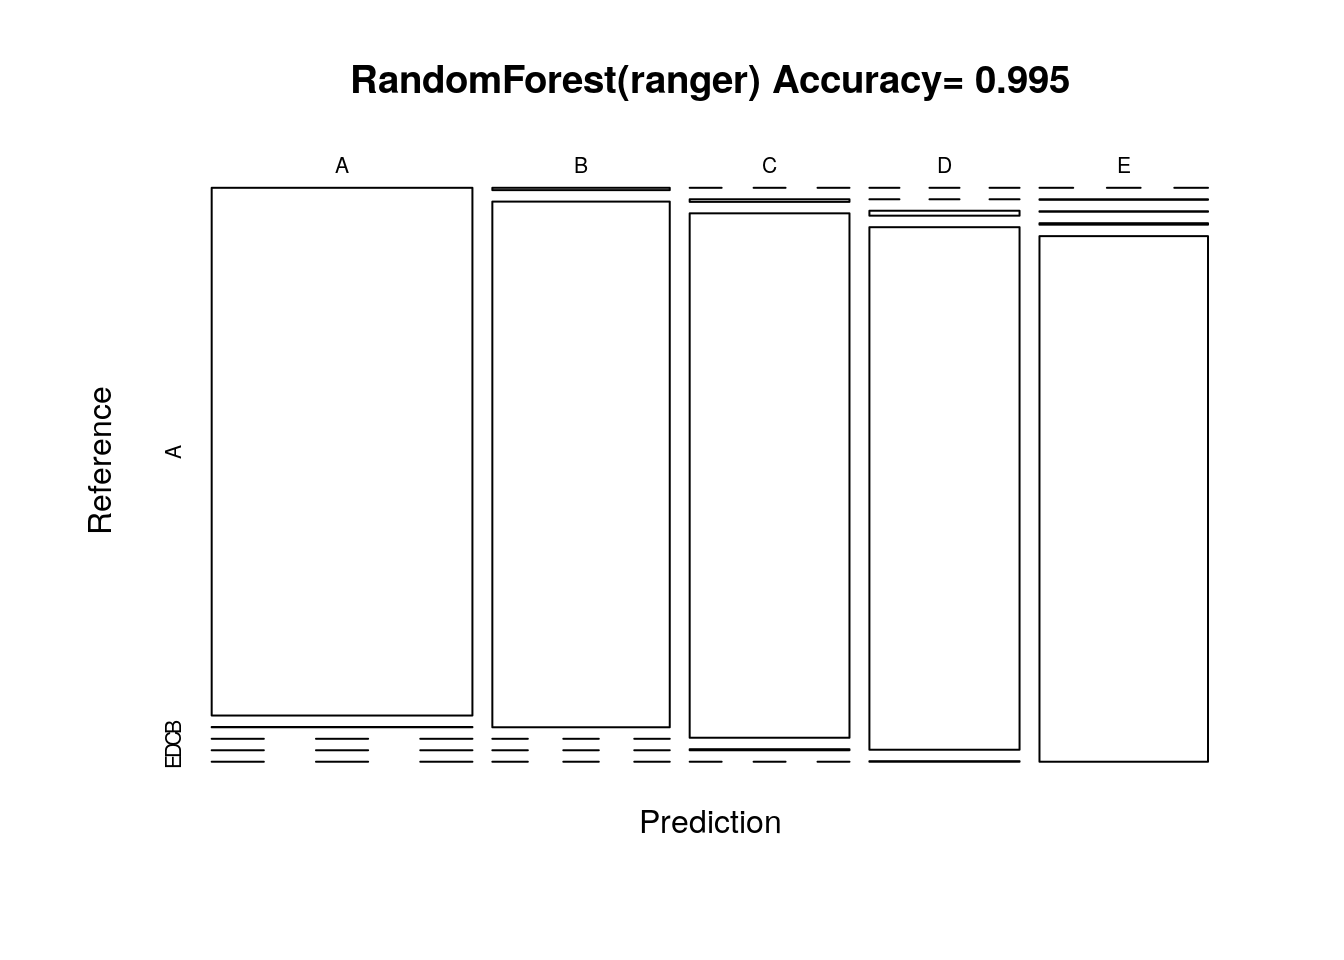 RandomForest(ranger) Accuracy= 0.995
A B C D E
Reference
A
EDCB
Prediction